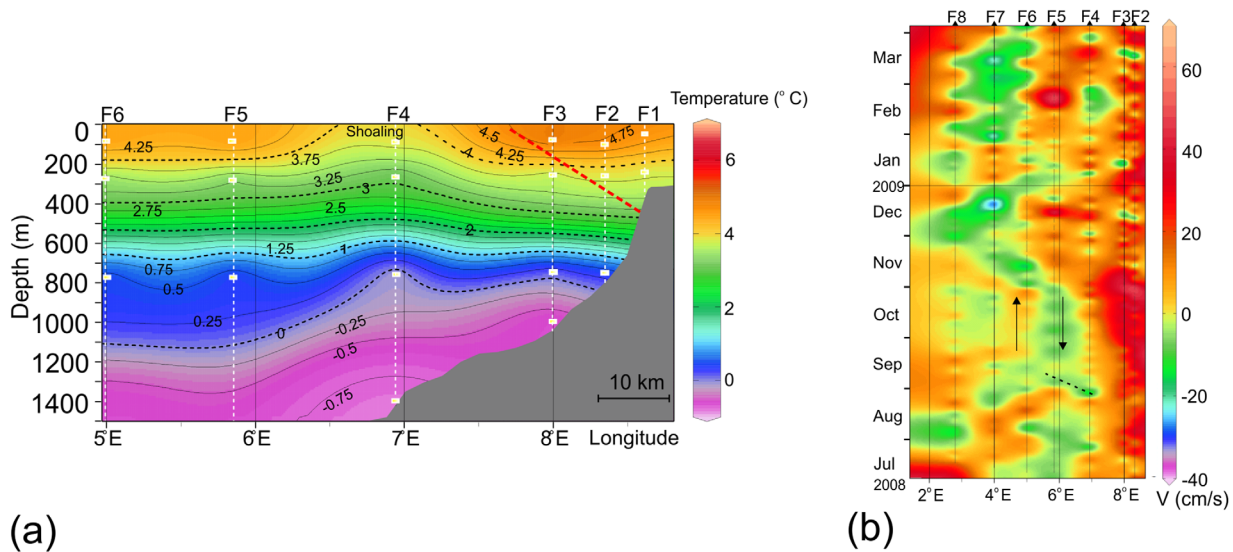 F6 F5 F4 F3 F2 F1
Temperature (° C)
0
200
400
600
800
1000
1200
1400
Depth (m)
Shoaling
4.25
3.75
3.25
3
2.75
2.5
2
1.25
1
0.75
0.5
0.25
0
-0.25
-0.5
-0.75
4
4.5
4.25
4.75
10 km
5°E 6°E 7°E 8°E Longitude
6
4
2
0
-2
(a)
F8 F7 F6 F5 F4 F3 F2
Mar
Feb
Jan
2009
Dec
Nov
Oct
Sep
Aug
Jul
2008
2°E 4°E 6°E 8°E
60
40
20
0
-20
-40
V (cm/s)
(b)